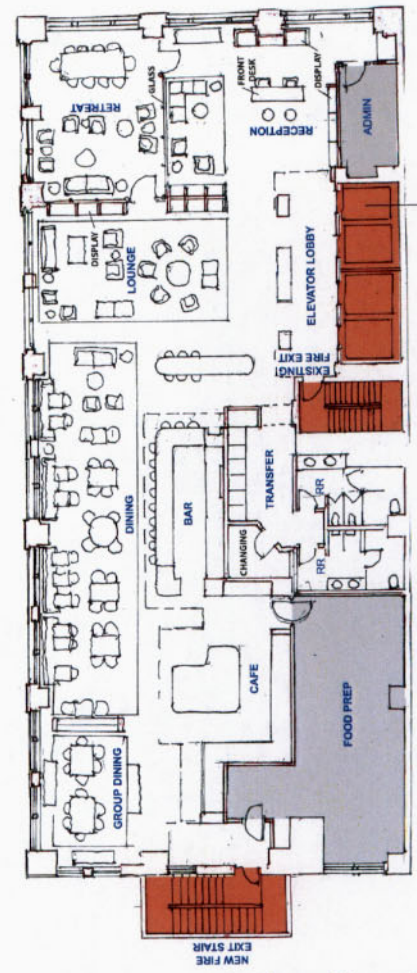 RETREAT
GLASS
FRONT
DESK
DISPLAY
RECEPTION
ADMIN
DISPLAY
LOUNGE
ELEVATOR LOBBY
EXISTING!
FIRE EXIT
DINING
BAR
TRANSFER
CHANGING
RR
RR
CAFE
GROUP DINING
FOOD PREP
NEW FIRE
EXIT STAIR